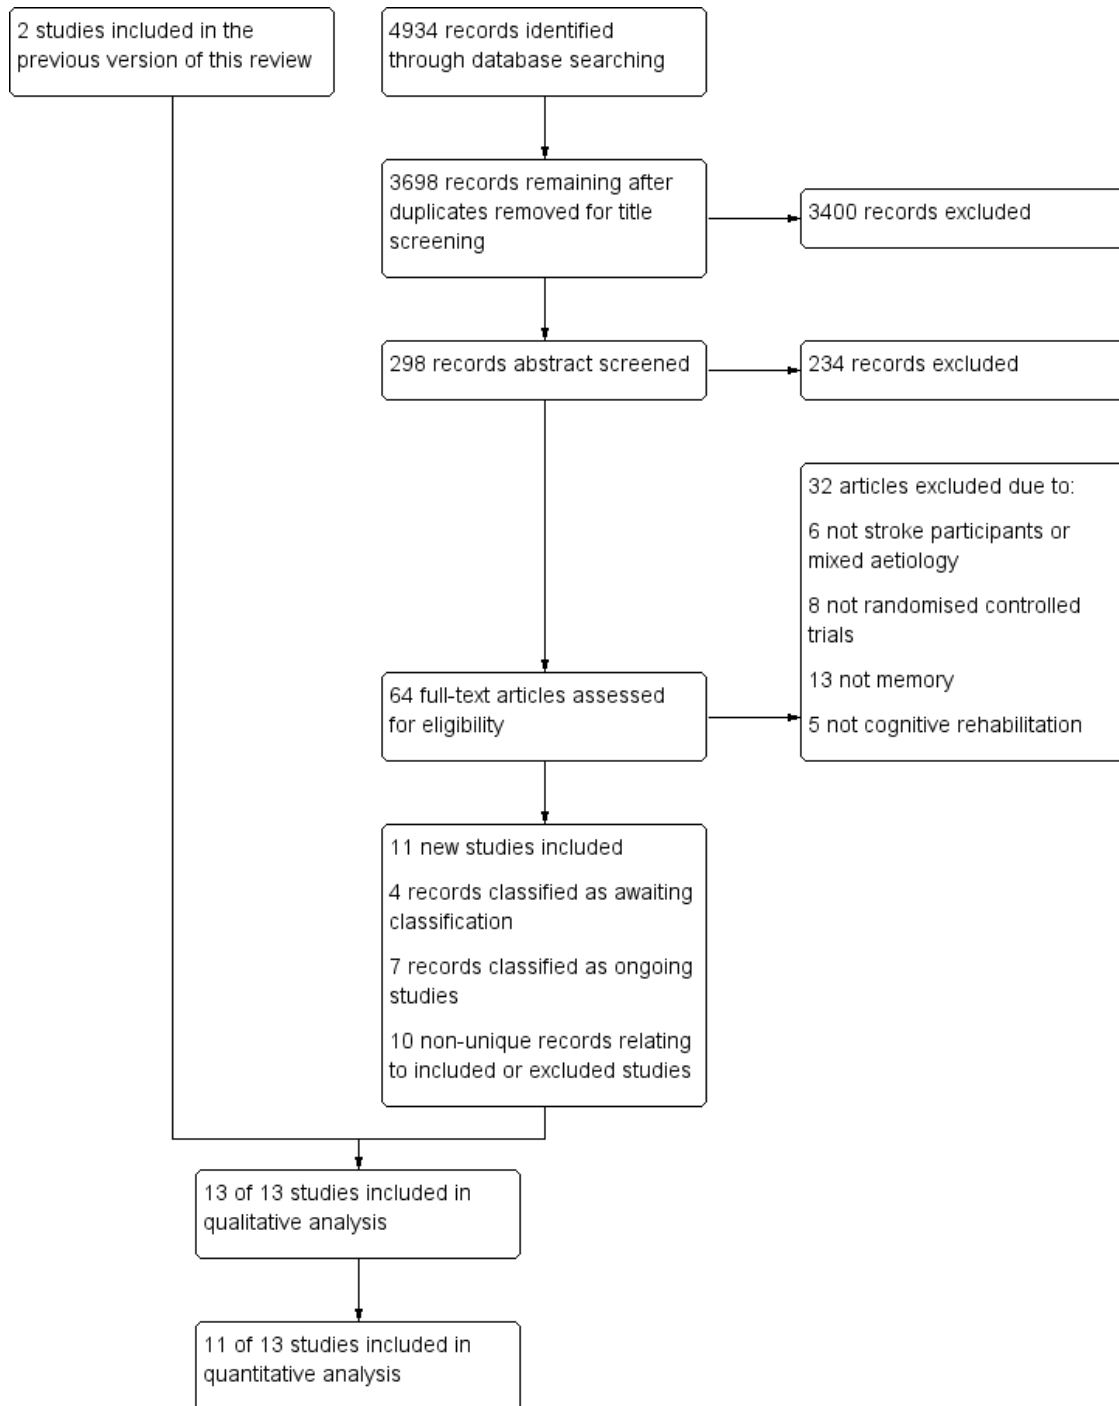 2 studies included in the
previous version of this review
4934 records identified
through database searching
3698 records remaining after
duplicates removed for title
screening
3400 records excluded
298 records abstract screened
234 records excluded
32 articles excluded due to:
6 not stroke participants or
mixed aetiology
8 not randomised controlled
trials
13 not memory
5 not cognitive rehabilitation
64 full-text articles assessed
for eligibility
11 new studies included
4 records classified as awaiting
classification
7 records classified as ongoing
studies
10 non-unique records relating
to included or excluded studies
13 of 13 studies included in
qualitative analysis
11 of 13 studies included in
quantitative analysis